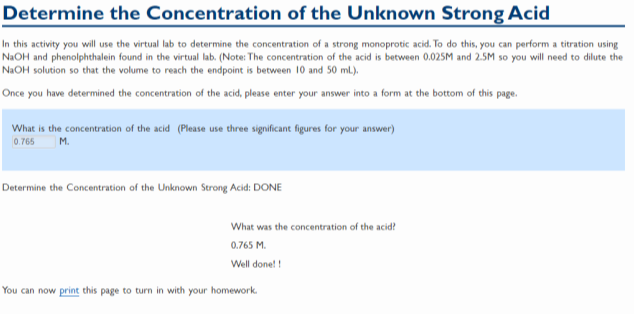 Determine the Concentration of the Unknown Strong Acid
In this activity you will use the virtual lab to determine the concentration of a strong monoprotic acid. To do this, you can perform a titration using
NaOH and phenolphthalein found in the virtual lab. (Note: The concentration of the acid is between 0.025M and 2.5M so you will need to dilute the
NaOH solution so that the volume to reach the endpoint is between 10 and 50 mL).
Once you have determined the concentration of the acid, please enter your answer into a form at the bottom of this page.
What is the concentration of the acid (Please use three significant figures for your answer)
0.765 M.
Determine the Concentration of the Unknown Strong Acid: DONE
What was the concentration of the acid?
0.765 M.
Well done! !
You can now print this page to turn in with your homework.